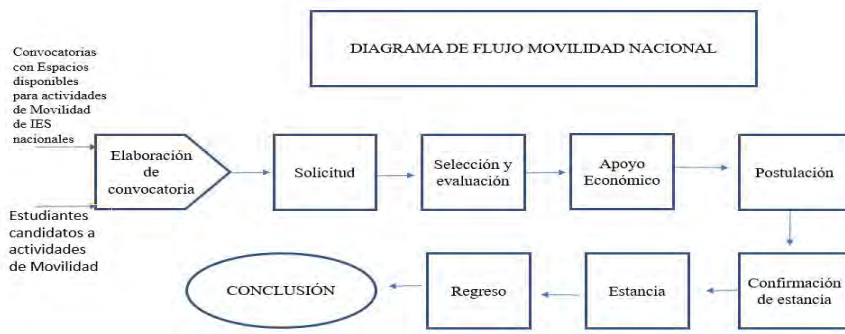 DIAGRAMA DE FLUJO MOVILIDAD NACIONAL
Convocatorias
con Espacios
disponibles
para actividades
de Movilidad
de IES
nacionales
Estudiantes
candidatos a
actividades
de Movilidad
Elaboración
de
convocatoria
Solicitud
Selección y
evaluación
Apoyo
Económico
Postulación
Confirmación
de estancia
Estancia
Regreso
CONCLUSIÓN